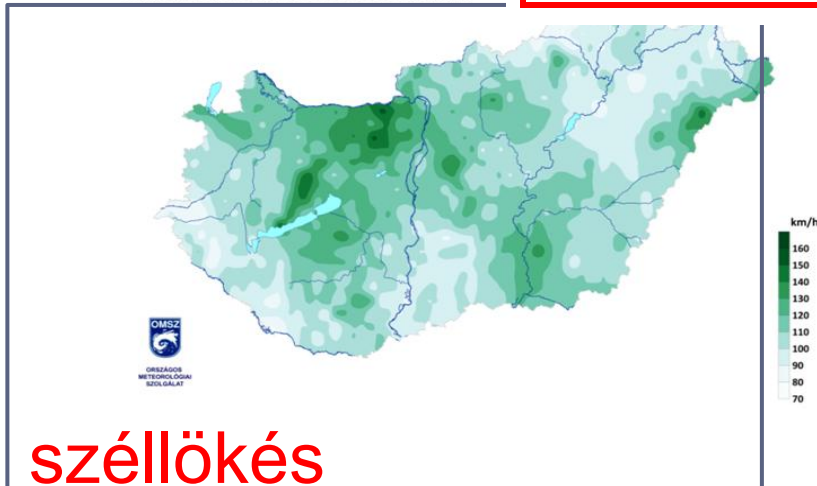 km/h
160
150
140
130
120
110
100
90
80
70
OMSZ
ORSZÁGOS
METEOROLÓGIAI
SZOLGÁLAT
széllökés